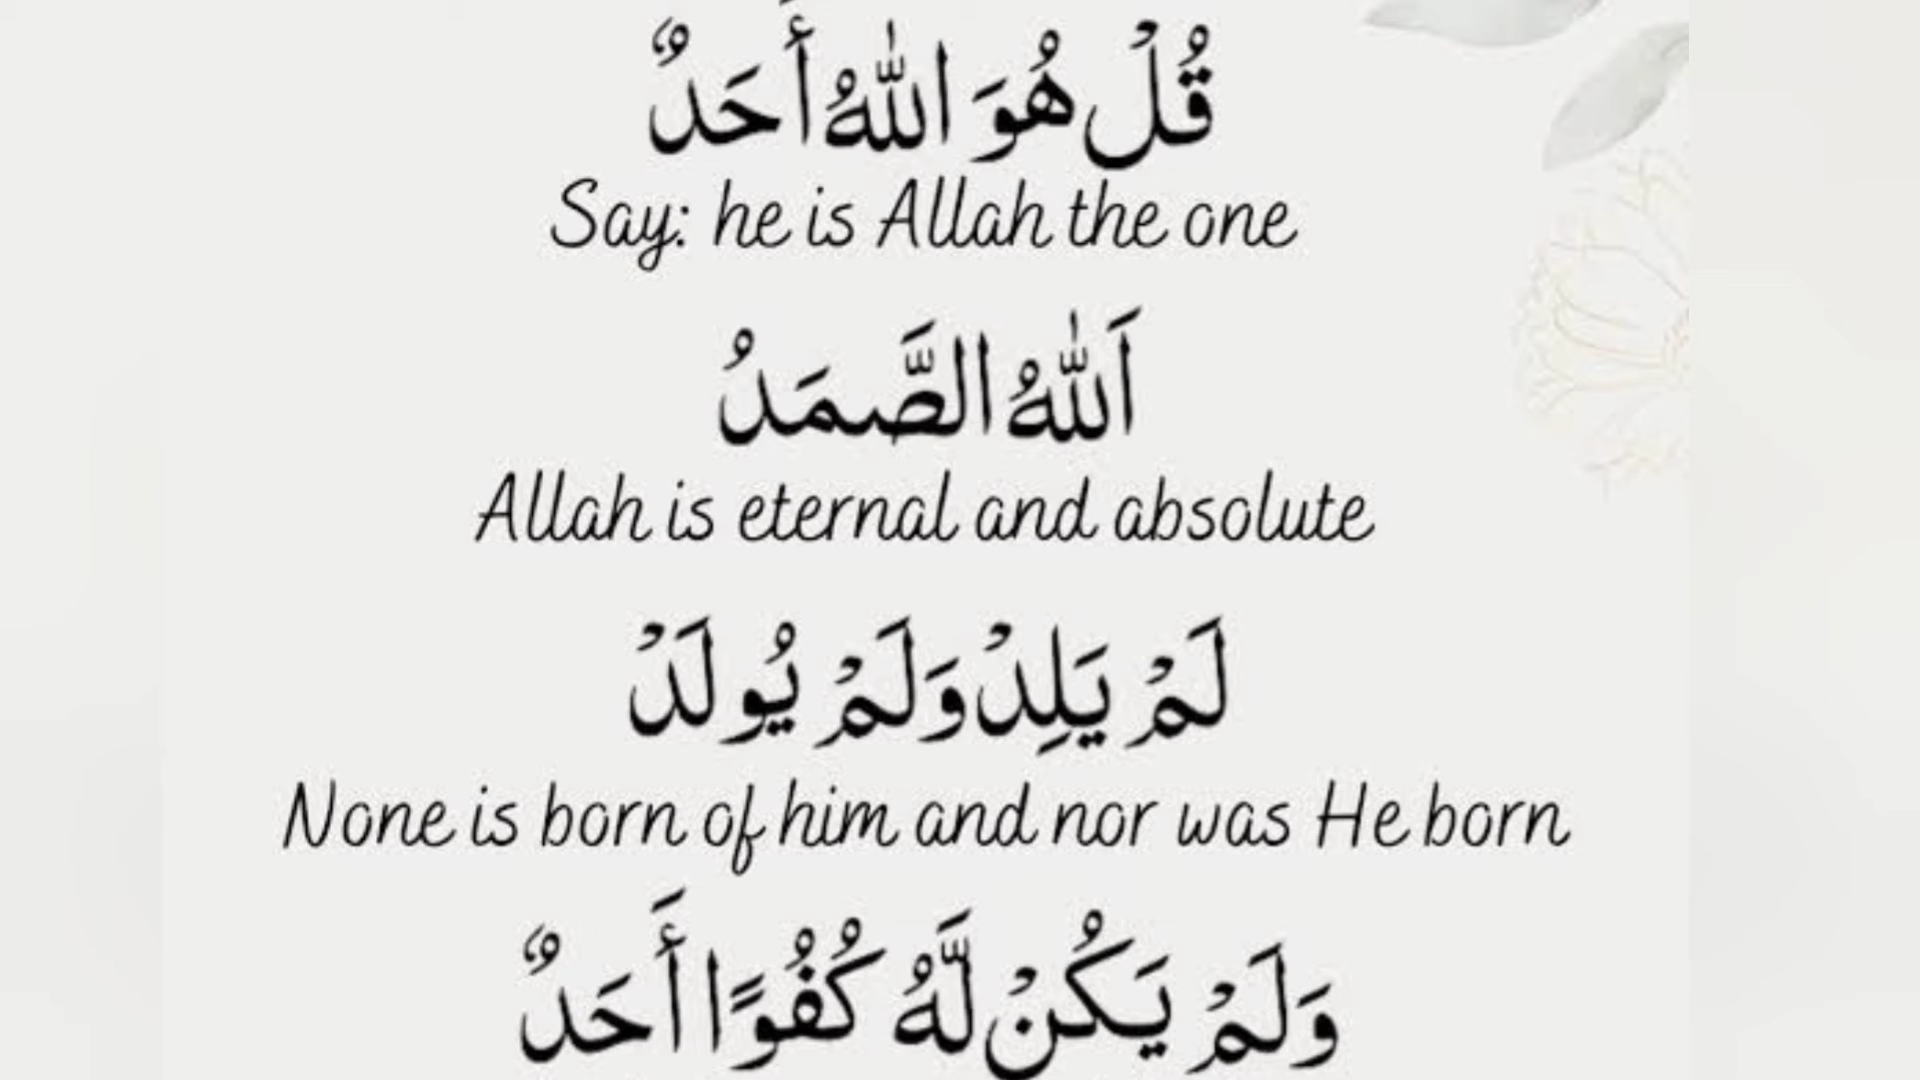 قُلْ هُوَ اللّٰهُ أَحَدٌ
Say: he is Allah the one
اَللّٰهُ الصَّمَدُ
Allah is eternal and absolute
لَمْ يَلِدْ وَلَمْ يُولَدْ
None is born of him and nor was He born
وَلَمْ يَكُنْ لَّهُ كُفُوًا أَحَدٌ